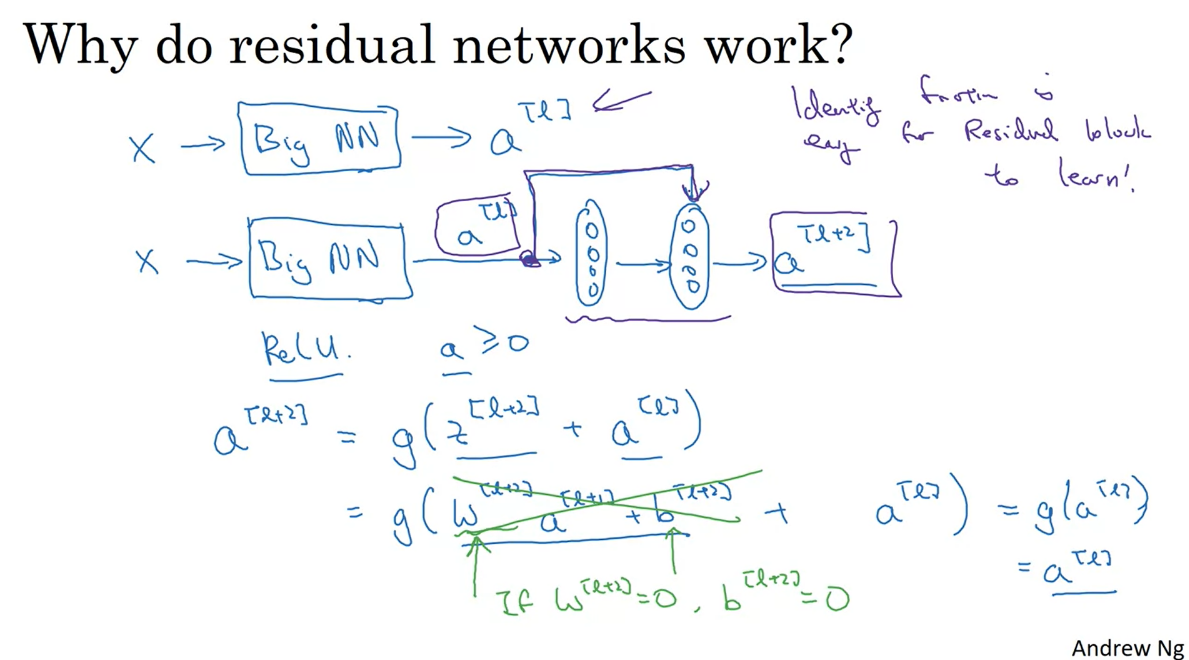 Why do residual networks work?
Identity function is
easy for Residual block
to learn!
X → Big NN → a^[l]
X → Big NN → a^[l] → a^[l+2]
ReLU. a ≥ 0
a^[l+2] = g(z^[l+2] + a^[l])
= g(W^[l+2] a^[l+1] + b^[l+2] + a^[l]) = g(a^[l])
= a^[l]
If W^[l+2] = 0, b^[l+2] = 0
Andrew Ng